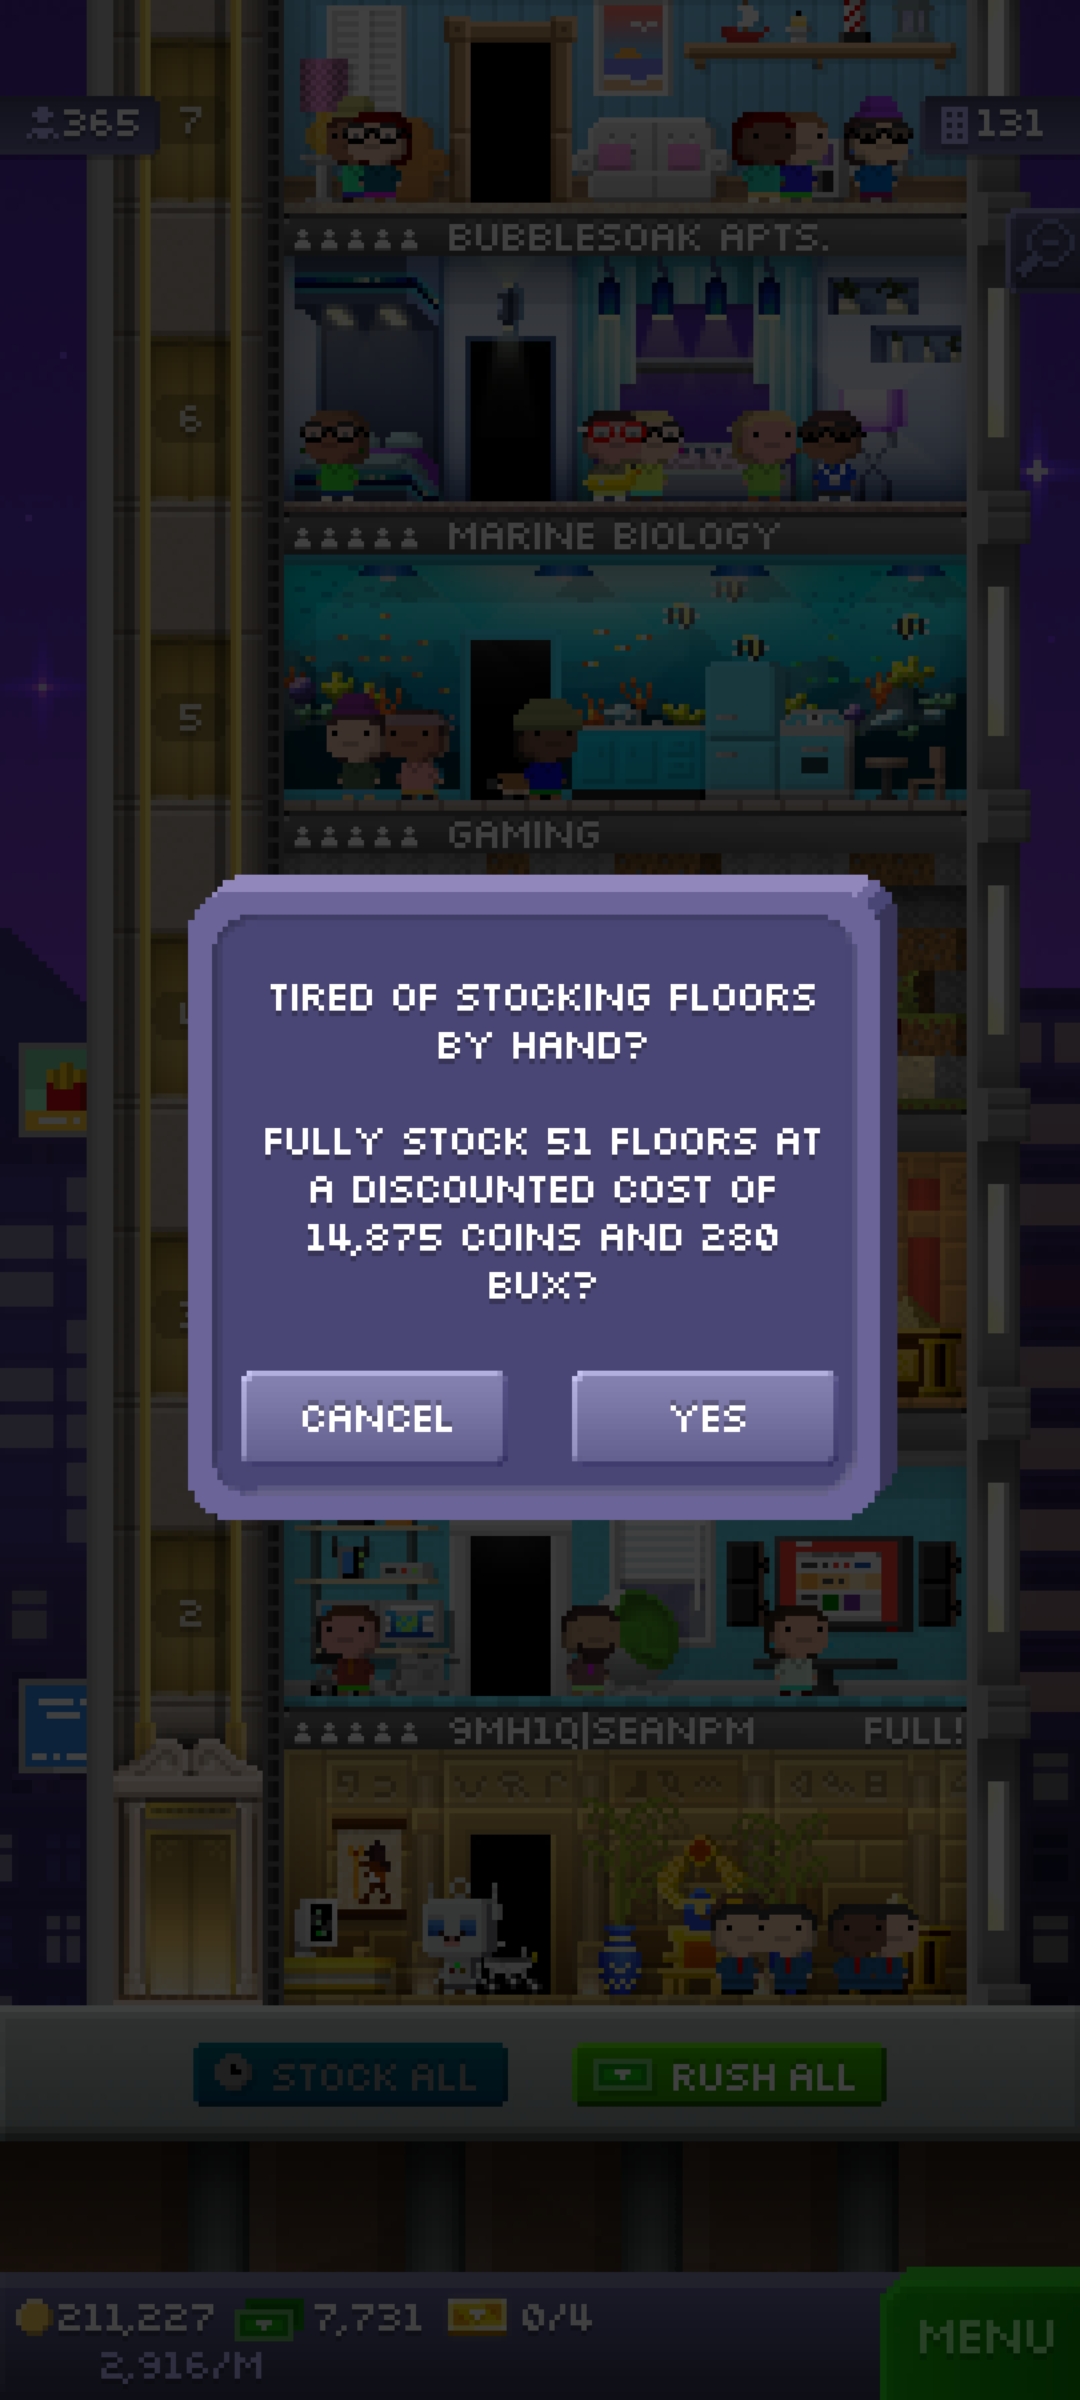 365
7
131
BUBBLESOAK APTS.
6
MARINE BIOLOGY
5
GAMING
TIRED OF STOCKING FLOORS
BY HAND?
FULLY STOCK 51 FLOORS AT
A DISCOUNTED COST OF
14,875 COINS AND 280
BUX?
CANCEL
YES
2
9MH1Q|SEANPM
FULL!
STOCK ALL
RUSH ALL
211,227
7,731
0/4
2,916/M
MENU